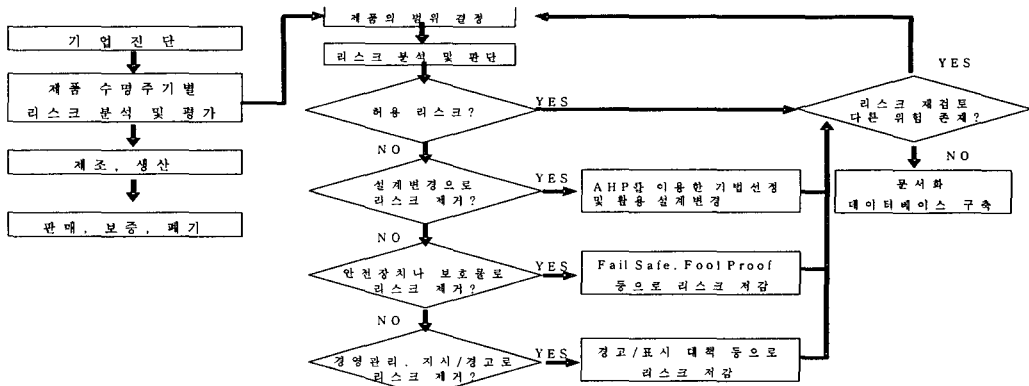 기업진단
제품 수명주기별
리스크 분석 및 평가
제조, 생산
판매, 보증, 폐기
제품의 범위 결정
리스크 분석 및 판단
허용 리스크?
YES
NO
설계변경으로
리스크 제거?
YES
AHP를 이용한 기법선정
및 활용 설계변경
NO
안전장치나 보호물로
리스크 제거?
YES
Fail Safe, Fool Proof
등으로 리스크 저감
NO
경영관리, 지시/경고로
리스크 제거?
YES
경고/표시 대책 등으로
리스크 저감
YES
리스크 재검토
다른 위험 존재?
NO
문서화
데이터베이스 구축